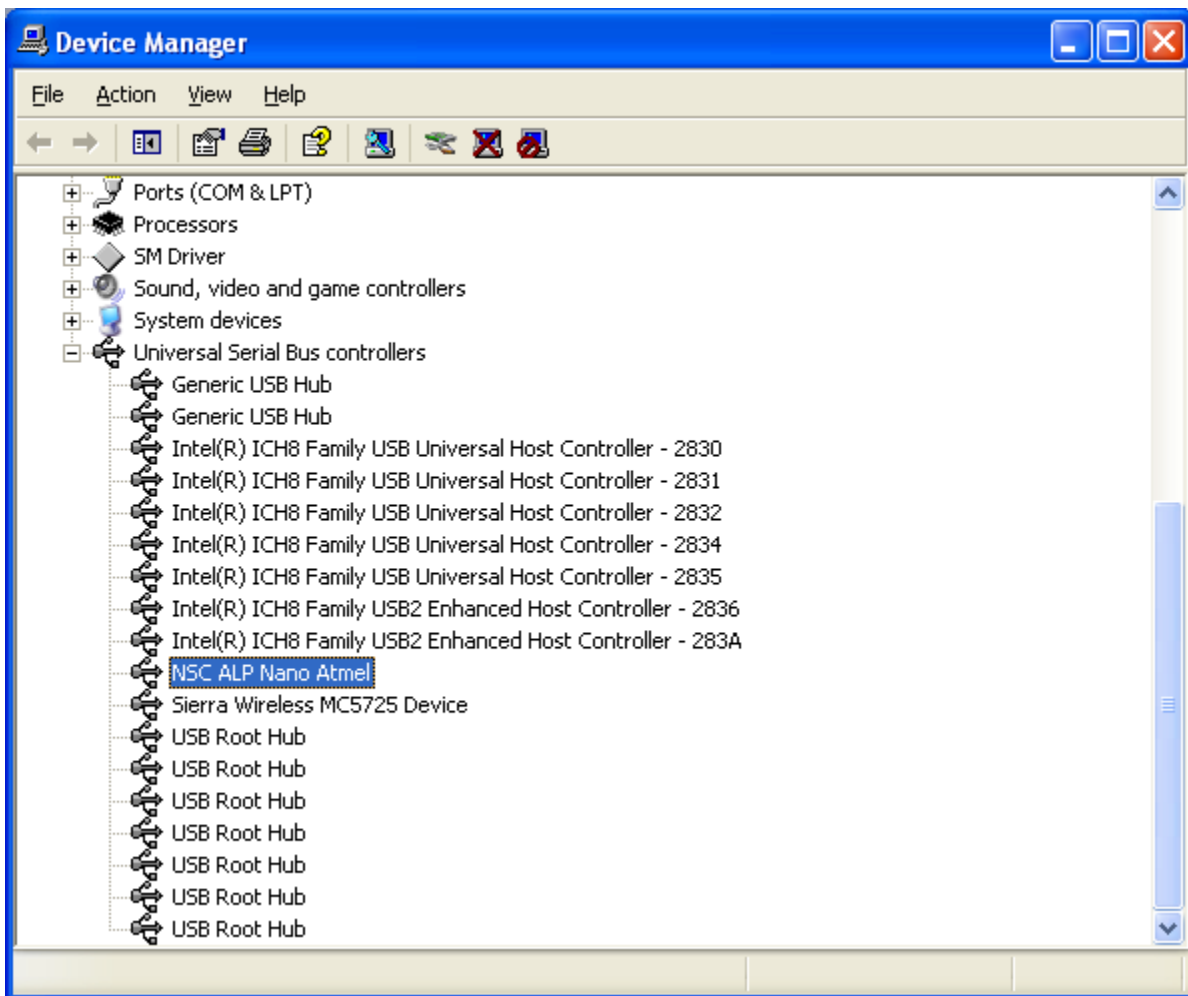 Device Manager
File Action View Help
Ports (COM & LPT)
Processors
SM Driver
Sound, video and game controllers
System devices
Universal Serial Bus controllers
Generic USB Hub
Generic USB Hub
Intel(R) ICH8 Family USB Universal Host Controller - 2830
Intel(R) ICH8 Family USB Universal Host Controller - 2831
Intel(R) ICH8 Family USB Universal Host Controller - 2832
Intel(R) ICH8 Family USB Universal Host Controller - 2834
Intel(R) ICH8 Family USB Universal Host Controller - 2835
Intel(R) ICH8 Family USB2 Enhanced Host Controller - 2836
Intel(R) ICH8 Family USB2 Enhanced Host Controller - 283A
NSC ALP Nano Atmel
Sierra Wireless MC5725 Device
USB Root Hub
USB Root Hub
USB Root Hub
USB Root Hub
USB Root Hub
USB Root Hub
USB Root Hub